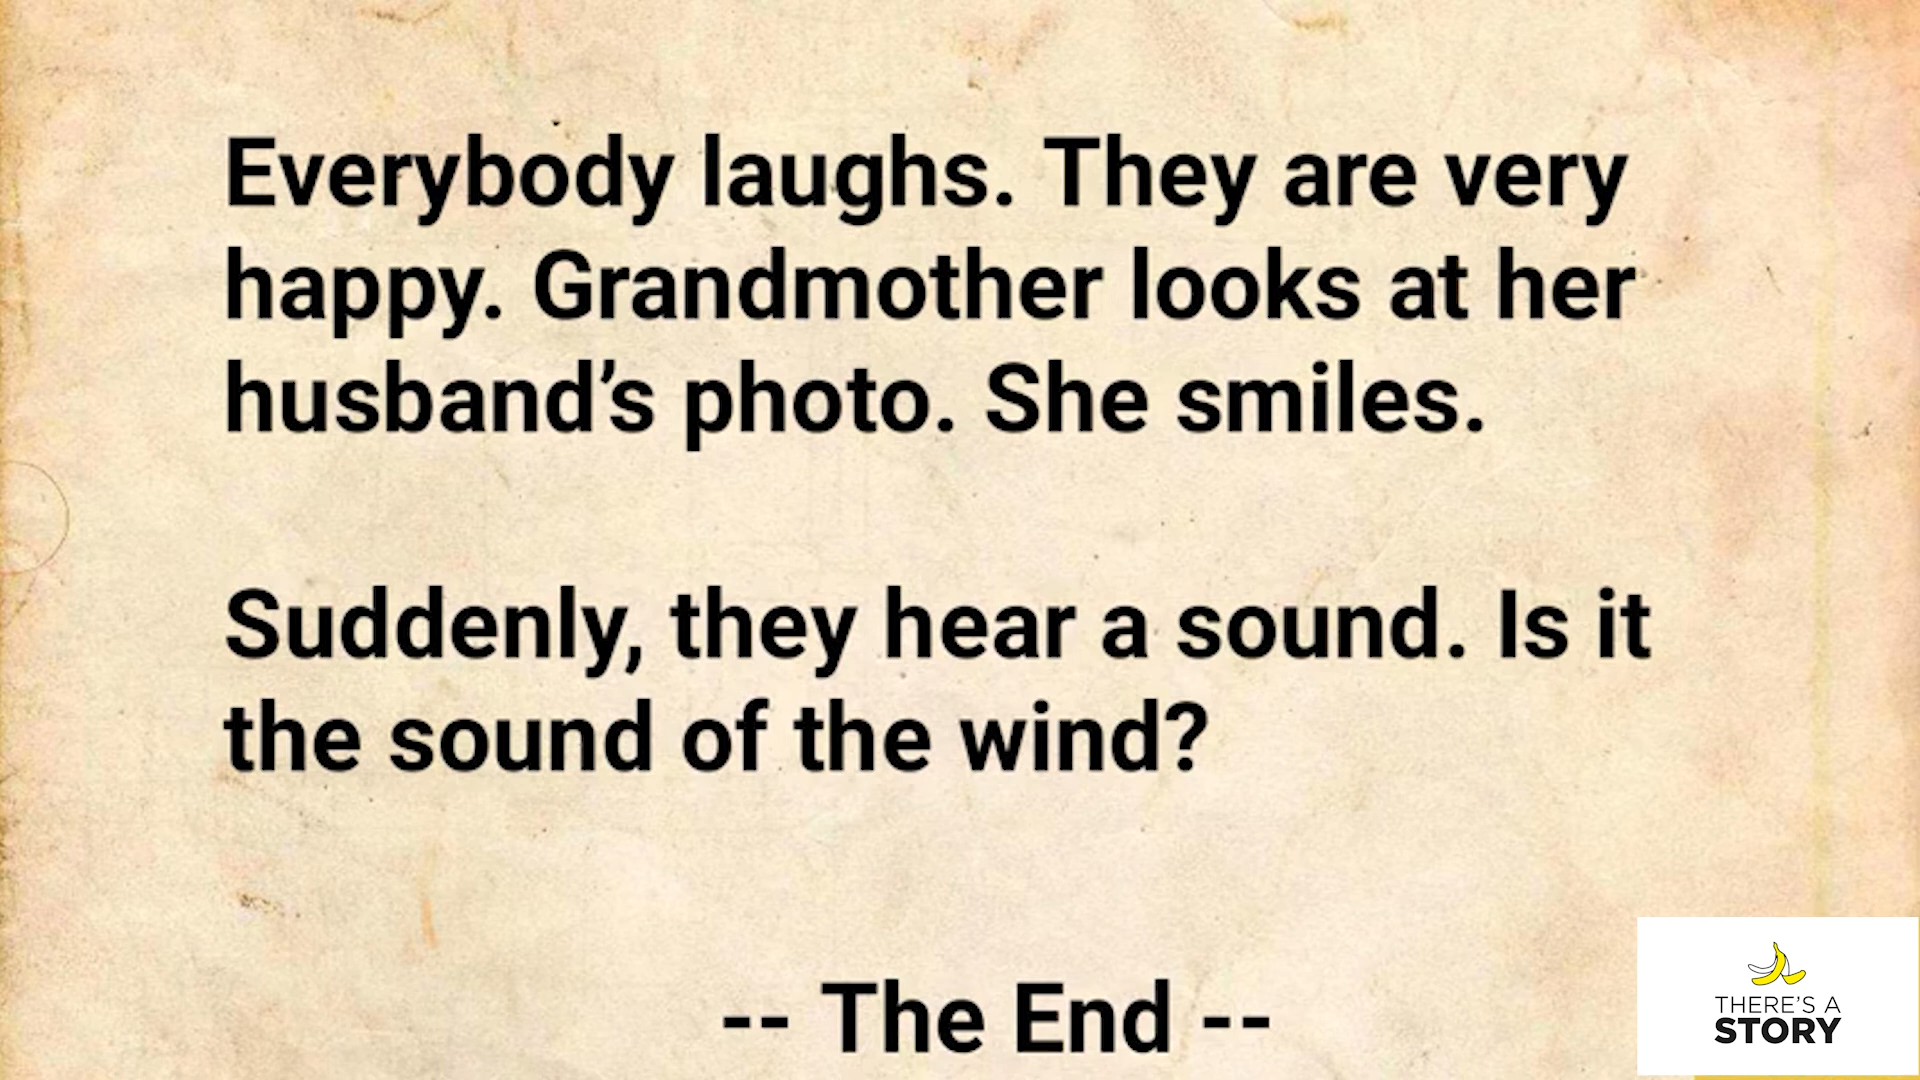 Everybody laughs. They are very
happy. Grandmother looks at her
husband’s photo. She smiles.
Suddenly, they hear a sound. Is it
the sound of the wind?
-- The End --
THERE'S A
STORY